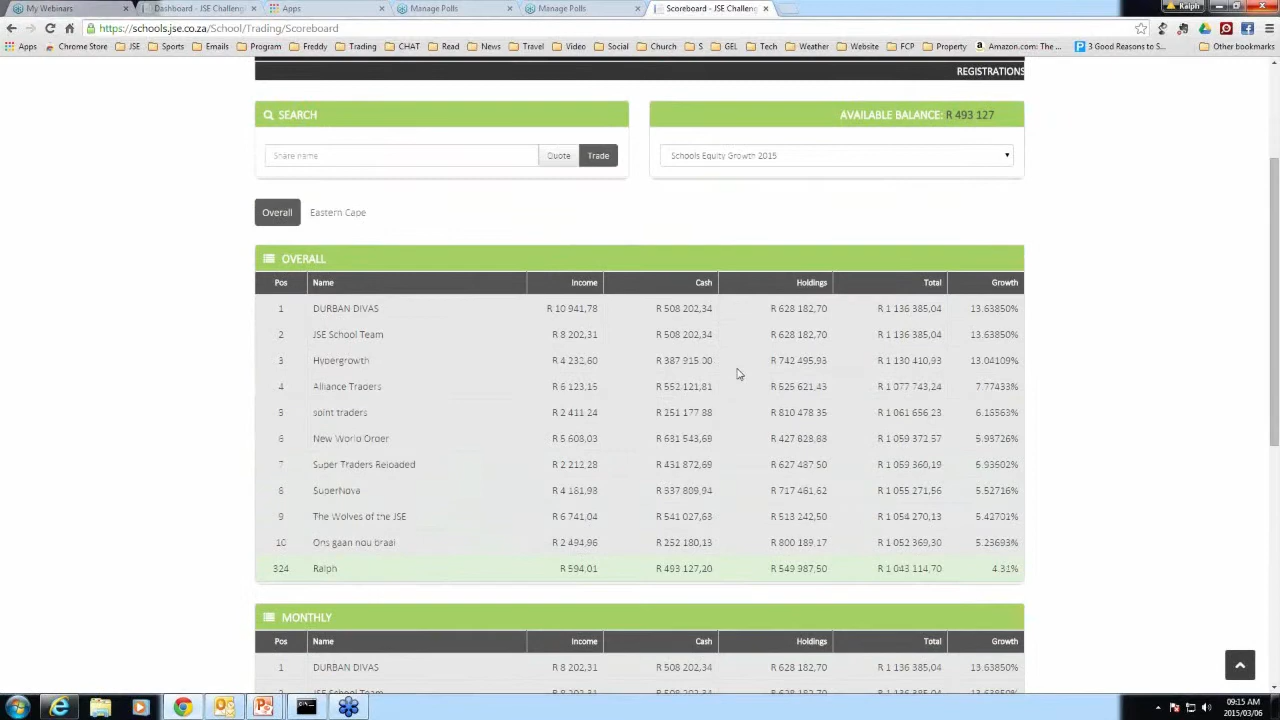 My Webinars
Dashboard - JSE Challeng
Apps
Manage Polls
Manage Polls
Scoreboard - JSE Challeng
Ralph
https://schools.jse.co.za/School/Trading/Scoreboard
Apps Chrome Store JSE Sports Emails Program Freddy Trading CHAT Read News Travel Video Social Church S GEL Tech Weather Website FCP Property Amazon.com: The ... 3 Good Reasons to S... Other bookmarks
REGISTRATIONS
SEARCH
AVAILABLE BALANCE: R 493 127
Share name Quote Trade
Schools Equity Growth 2015
Overall Eastern Cape
OVERALL
Pos Name Income Cash Holdings Total Growth
1 DURBAN DIVAS R 10 941,78 R 508 202,34 R 628 182,70 R 1 136 385,04 13.63850%
2 JSE School Team R 8 202,31 R 508 202,34 R 628 182,70 R 1 136 385,04 13.63850%
3 Hypergrowth R 4 232,60 R 387 915,00 R 742 495,93 R 1 130 410,93 13.04109%
4 Alliance Traders R 6 123,15 R 552 121,81 R 525 621,43 R 1 077 743,24 7.77433%
5 spint traders R 2 411,24 R 251 177,88 R 810 478,35 R 1 061 656,23 6.16563%
6 New World Order R 5 608,03 R 631 543,69 R 427 828,88 R 1 059 372,57 5.93726%
7 Super Traders Reloaded R 2 212,28 R 431 872,69 R 627 487,50 R 1 059 360,19 5.93602%
8 SuperNova R 4 181,98 R 337 809,94 R 717 461,62 R 1 055 271,56 5.52716%
9 The Wolves of the JSE R 6 741,04 R 541 027,63 R 513 242,50 R 1 054 270,13 5.42701%
10 Ons gaan nou braai R 2 494,96 R 252 180,13 R 800 189,17 R 1 052 369,30 5.23693%
324 Ralph R 594,01 R 493 127,20 R 549 987,50 R 1 043 114,70 4.31%
MONTHLY
Pos Name Income Cash Holdings Total Growth
1 DURBAN DIVAS R 8 202,31 R 508 202,34 R 628 182,70 R 1 136 385,04 13.63850%
JSE School Team
09:15 AM
2015/03/06